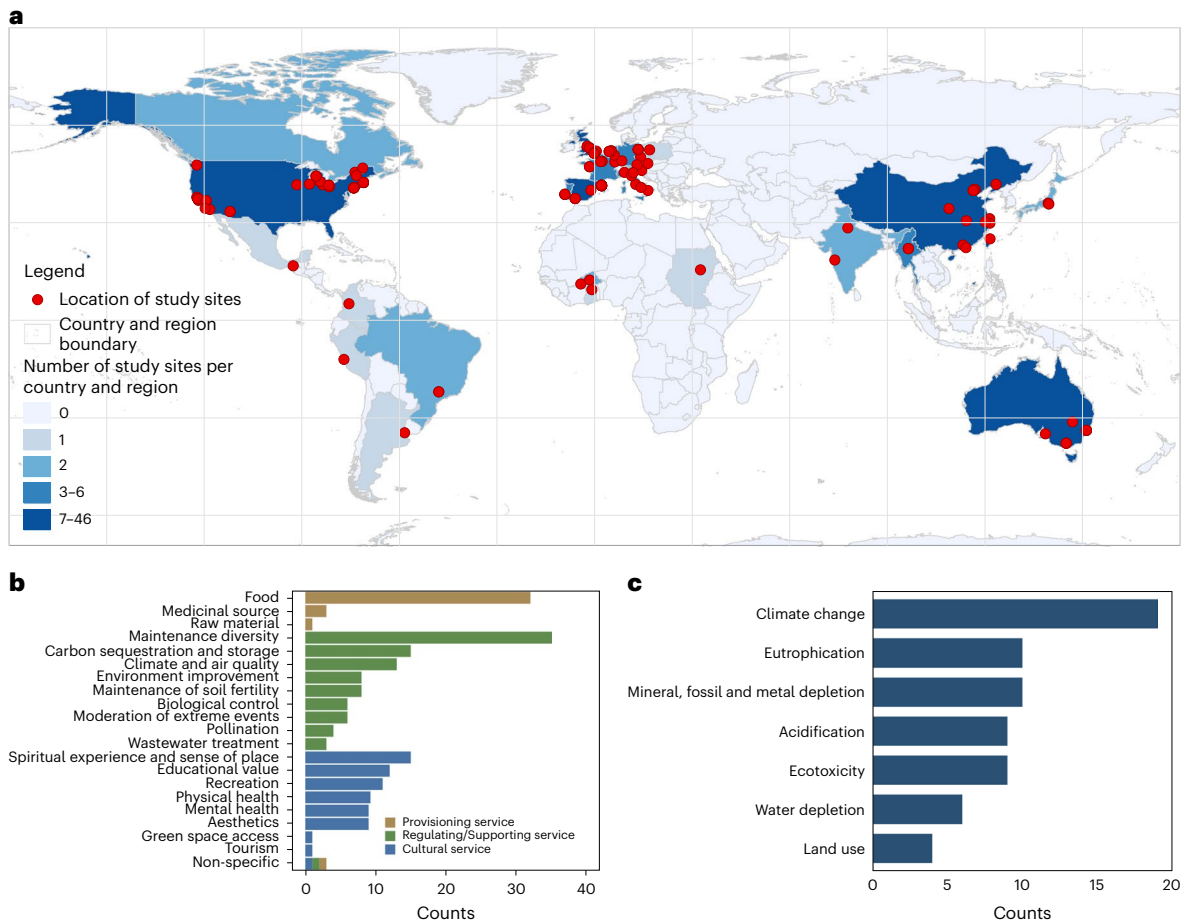 a
Legend
Location of study sites
Country and region
boundary
Number of study sites per
country and region
0
1
2
3–6
7–46
b
Food
Medicinal source
Raw material
Maintenance diversity
Carbon sequestration and storage
Climate and air quality
Environment improvement
Maintenance of soil fertility
Biological control
Moderation of extreme events
Pollination
Wastewater treatment
Spiritual experience and sense of place
Educational value
Recreation
Physical health
Mental health
Aesthetics
Green space access
Tourism
Non-specific
Provisioning service
Regulating/Supporting service
Cultural service
0 10 20 30 40
Counts
c
Climate change
Eutrophication
Mineral, fossil and metal depletion
Acidification
Ecotoxicity
Water depletion
Land use
0 5 10 15 20
Counts